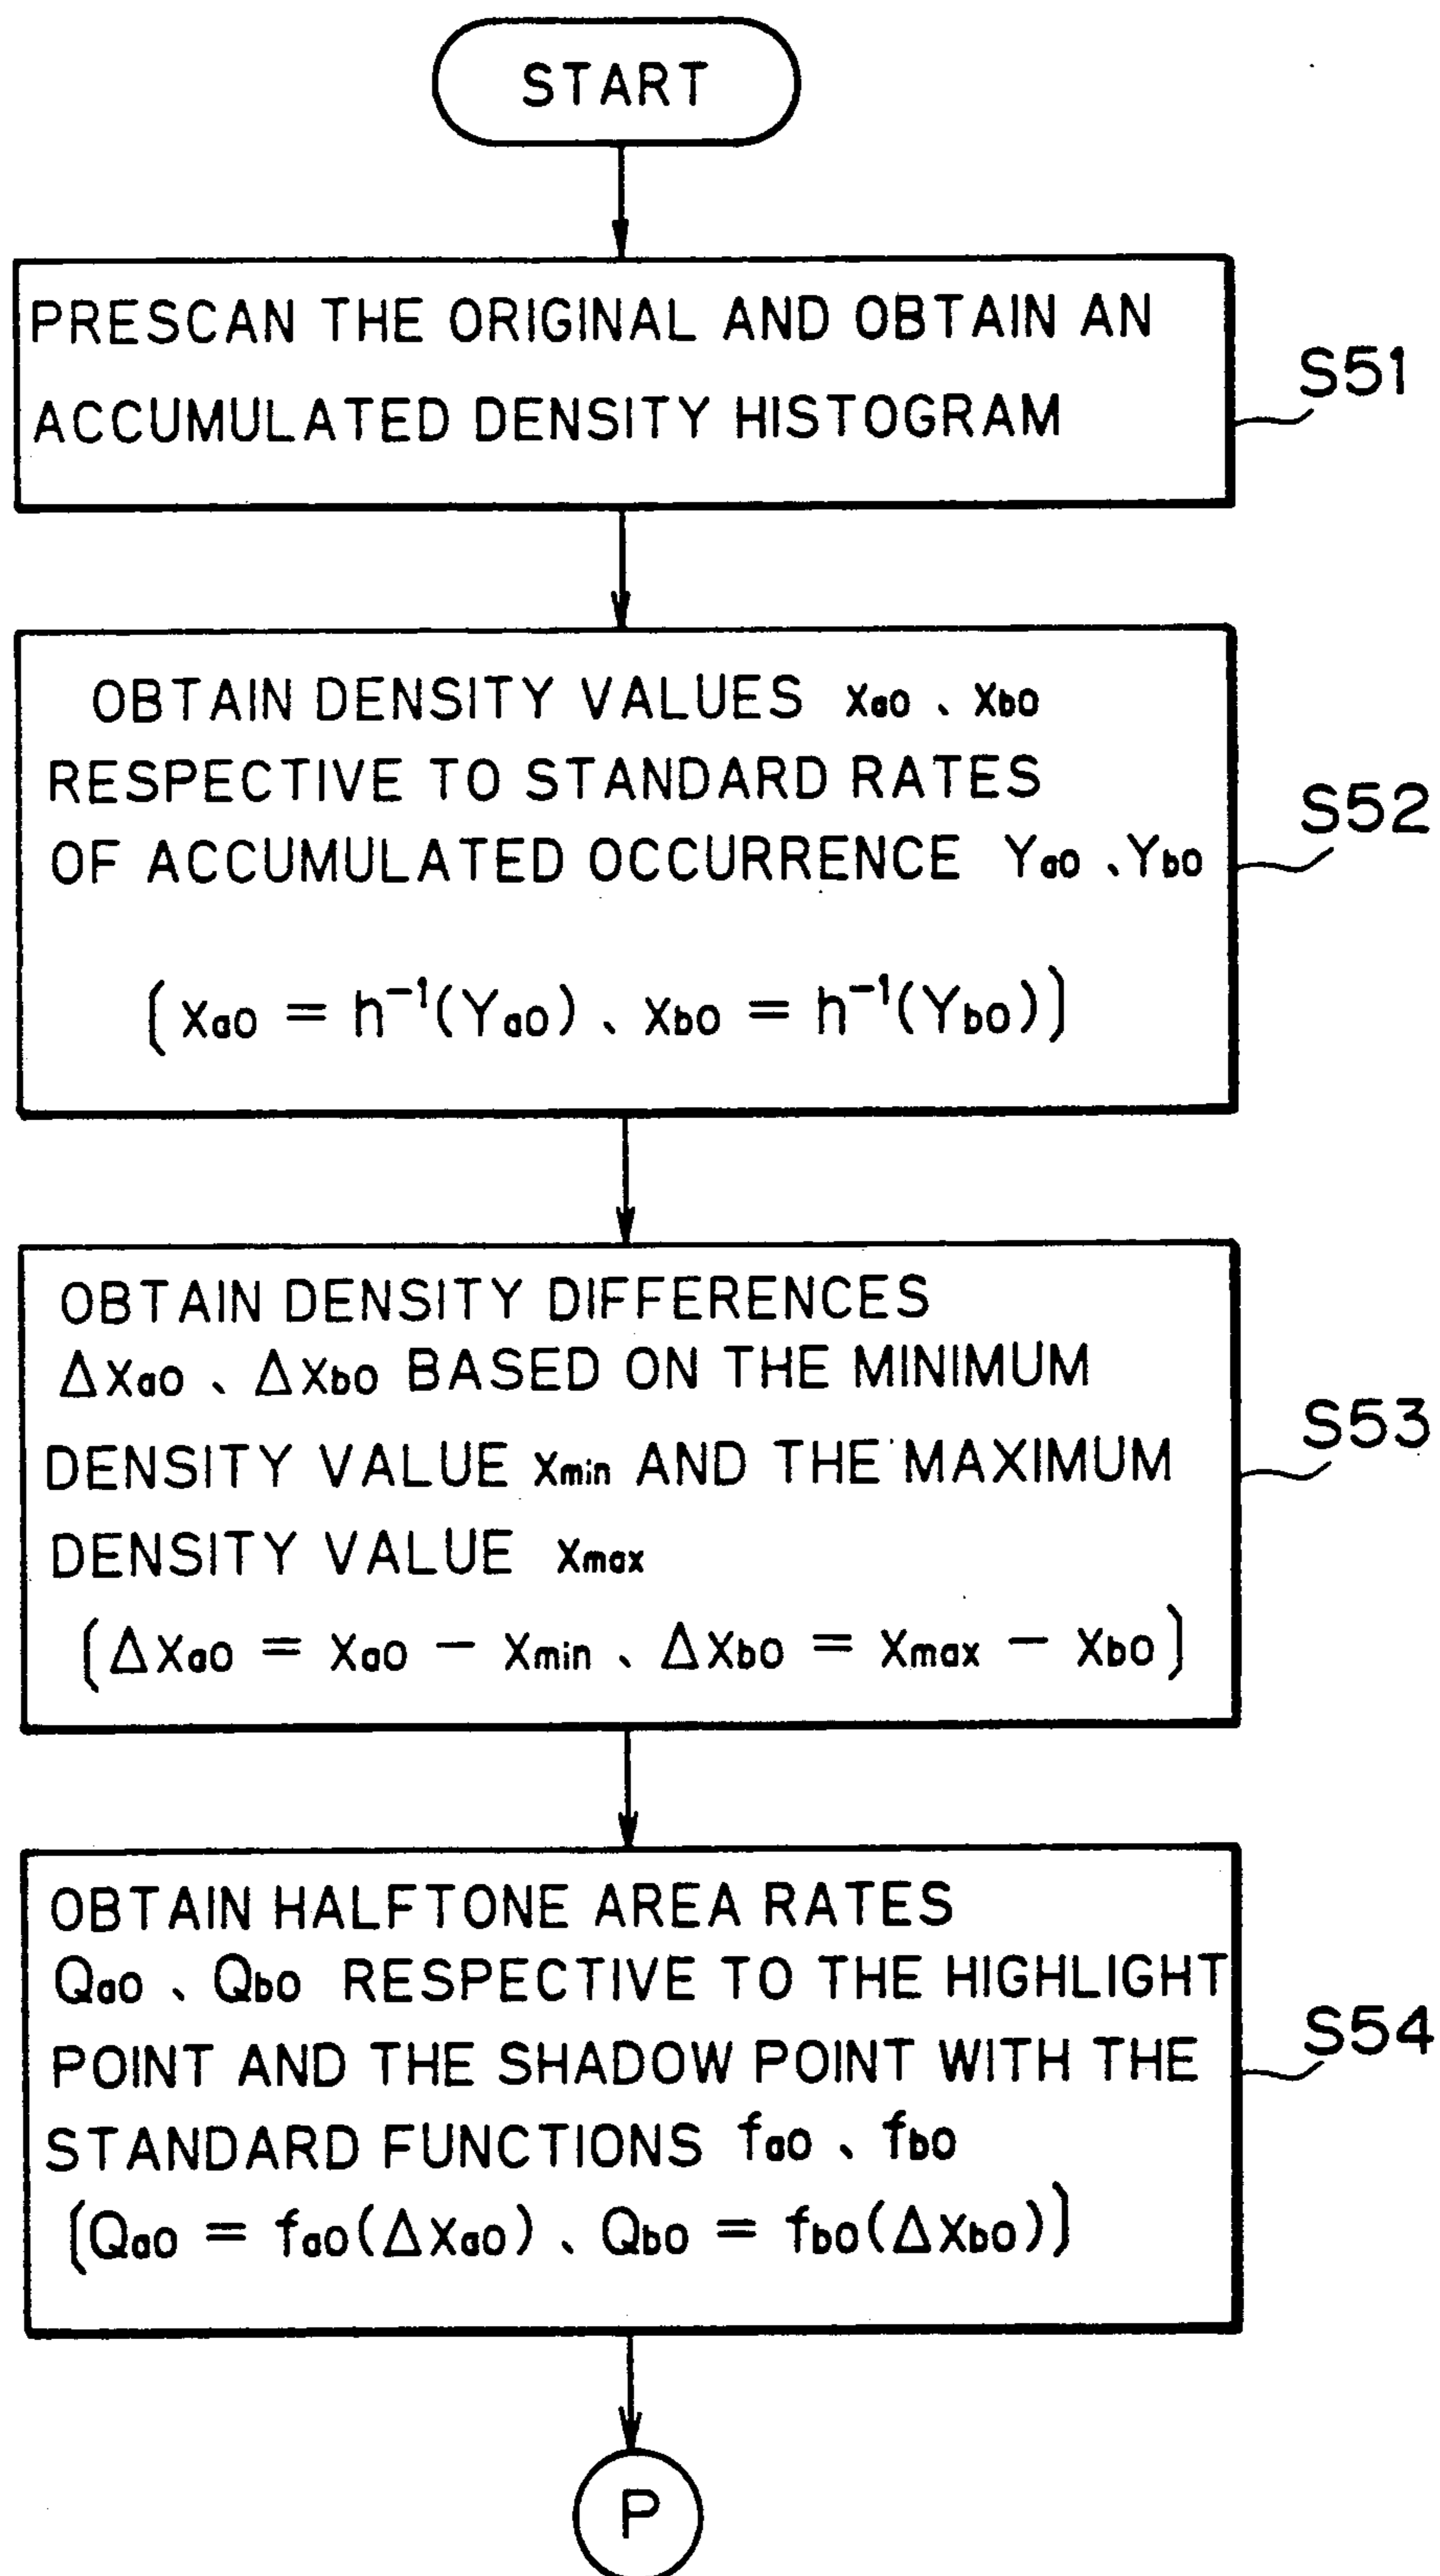 START
PRESCAN THE ORIGINAL AND OBTAIN AN
ACCUMULATED DENSITY HISTOGRAM
S51
OBTAIN DENSITY VALUES Xa0、Xb0
RESPECTIVE TO STANDARD RATES
OF ACCUMULATED OCCURRENCE Ya0、Yb0
(Xa0 = h⁻¹(Ya0)、Xb0 = h⁻¹(Yb0))
S52
OBTAIN DENSITY DIFFERENCES
ΔXa0、ΔXb0 BASED ON THE MINIMUM
DENSITY VALUE Xmin AND THE MAXIMUM
DENSITY VALUE Xmax
(ΔXa0 = Xa0 − Xmin、ΔXb0 = Xmax − Xb0)
S53
OBTAIN HALFTONE AREA RATES
Qa0、Qb0 RESPECTIVE TO THE HIGHLIGHT
POINT AND THE SHADOW POINT WITH THE
STANDARD FUNCTIONS fa0、fb0
(Qa0 = fa0(ΔXa0)、Qb0 = fb0(ΔXb0))
S54
P